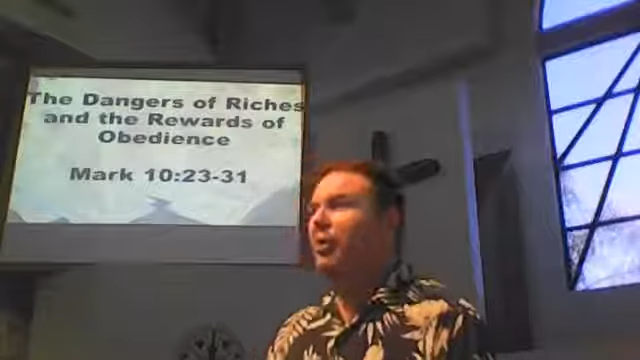 The Dangers of Riches
and the Rewards of
Obedience
Mark 10:23-31